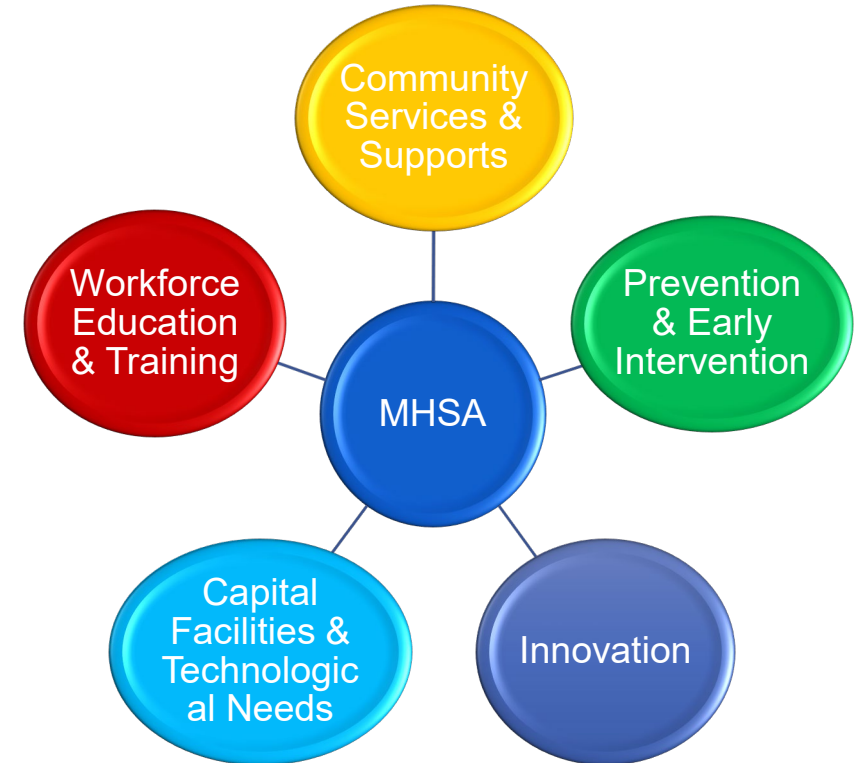 Community
Services &
Supports
Workforce
Education
& Training
Prevention
& Early
Intervention
MHSA
Capital
Facilities &
Technologic
al Needs
Innovation